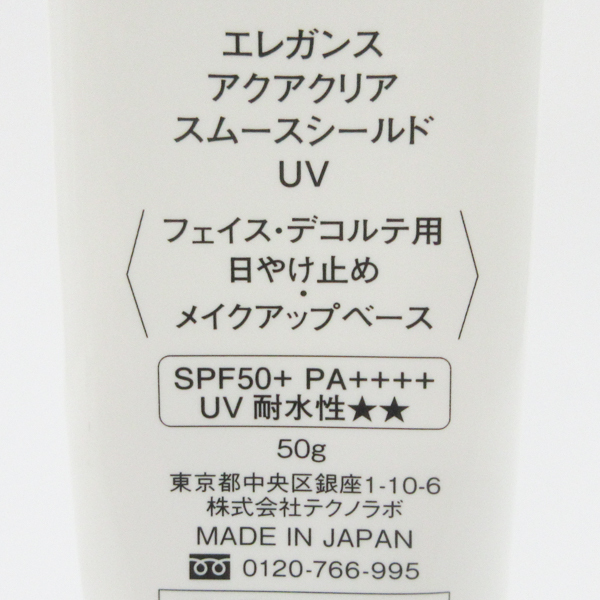 エレガンス
アクアクリア
スムースシールド
UV
フェイス・デコルテ用
日やけ止め
・
メイクアップベース
SPF50+ PA++++
UV 耐水性★★
50g
東京都中央区銀座1-10-6
株式会社テクノラボ
MADE IN JAPAN
0120-766-995